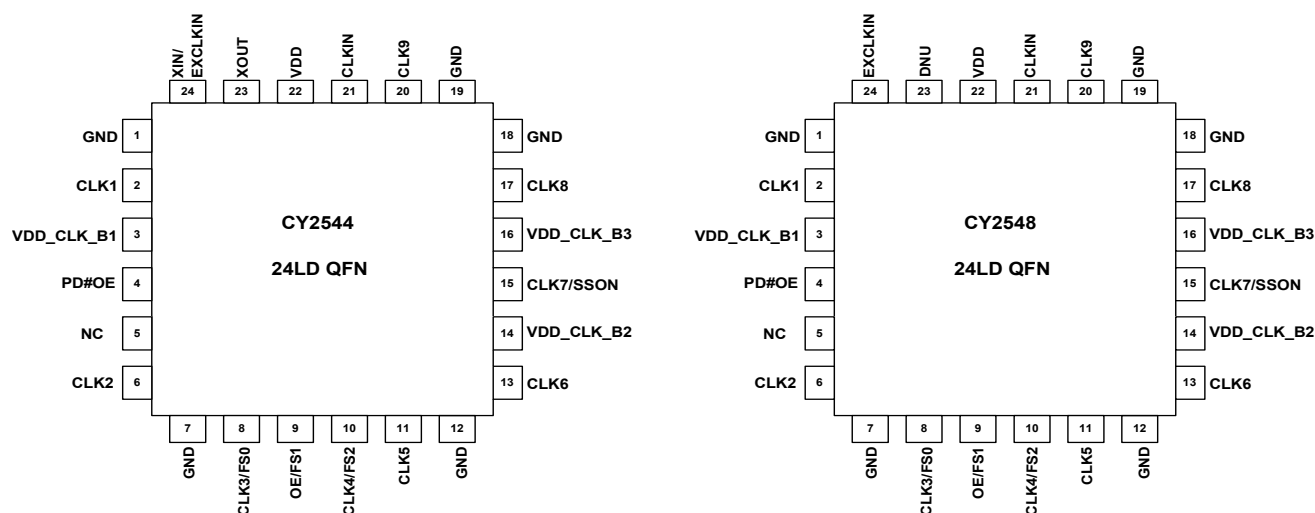 XIN/
EXCLKIN
XOUT
VDD
CLKIN
CLK9
GND
24
23
22
21
20
19
GND 1
CLK1 2
VDD_CLK_B1 3
PD#OE 4
NC 5
CLK2 6
CY2544
24LD QFN
18 GND
17 CLK8
16 VDD_CLK_B3
15 CLK7/SSON
14 VDD_CLK_B2
13 CLK6
7
8
9
10
11
12
GND
CLK3/FS0
OE/FS1
CLK4/FS2
CLK5
GND
EXCLKIN
DNU
VDD
CLKIN
CLK9
GND
24
23
22
21
20
19
GND 1
CLK1 2
VDD_CLK_B1 3
PD#OE 4
NC 5
CLK2 6
CY2548
24LD QFN
18 GND
17 CLK8
16 VDD_CLK_B3
15 CLK7/SSON
14 VDD_CLK_B2
13 CLK6
7
8
9
10
11
12
GND
CLK3/FS0
OE/FS1
CLK4/FS2
CLK5
GND